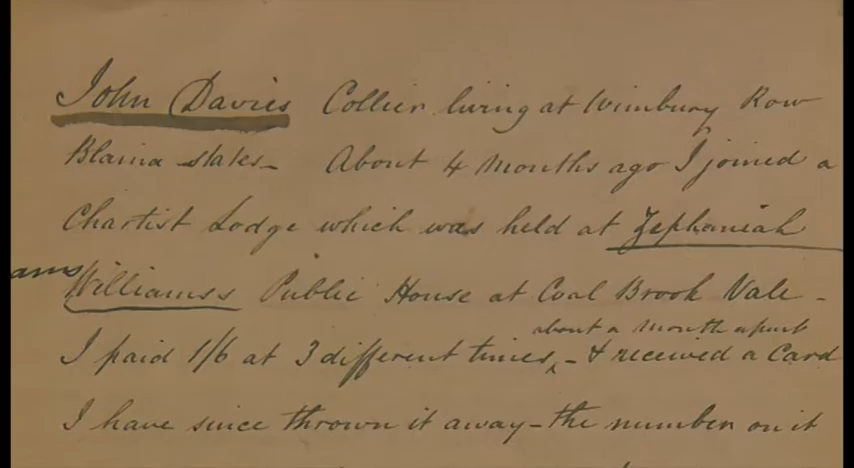 John Davies Collier living at Wimbury Row
Blaina states - About 4 Months ago I joined a
Chartist Lodge which was held at Zephaniah
ams
Williams's Public House at Coal Brook Vale -
about a month apart
I paid 1/6 at 3 different times, - & received a Card
I have since thrown it away - the number on it